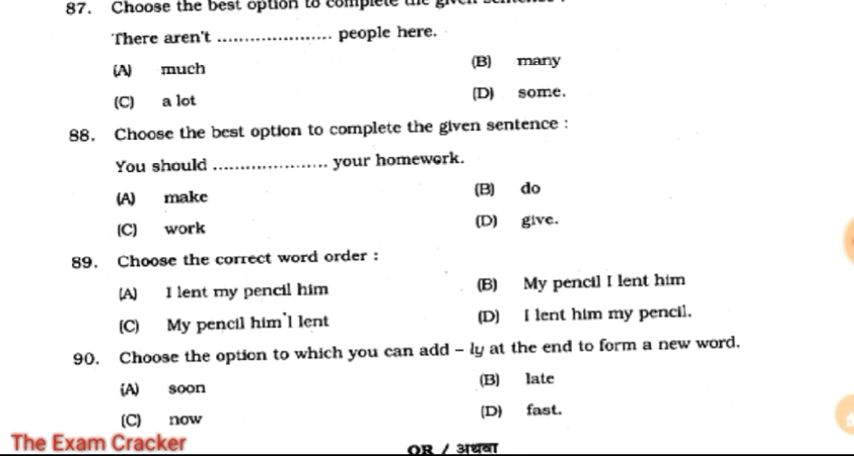 87. Choose the best option to complete the given sentence :
There aren't ..................... people here.
(A) much (B) many
(C) a lot (D) some.
88. Choose the best option to complete the given sentence :
You should ..................... your homework.
(A) make (B) do
(C) work (D) give.
89. Choose the correct word order :
(A) I lent my pencil him (B) My pencil I lent him
(C) My pencil him I lent (D) I lent him my pencil.
90. Choose the option to which you can add – ly at the end to form a new word.
(A) soon (B) late
(C) now (D) fast.
The Exam Cracker
OR / अथवा